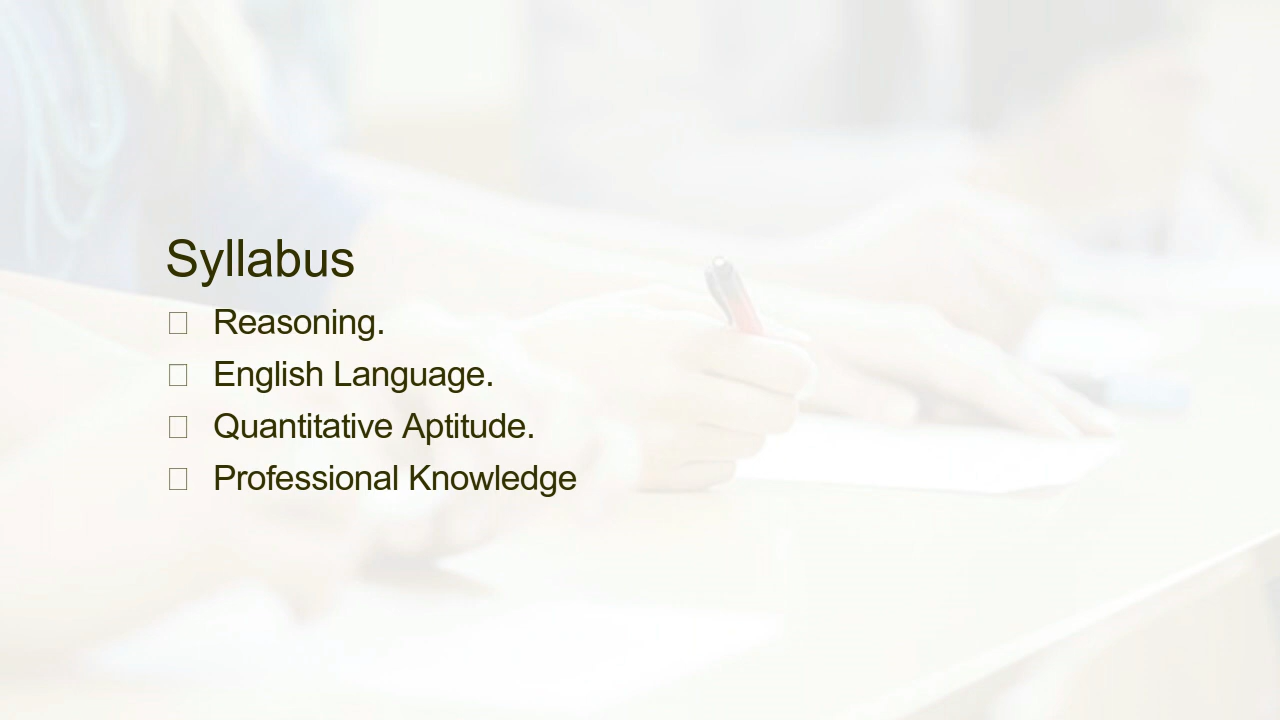 Syllabus
Reasoning.
English Language.
Quantitative Aptitude.
Professional Knowledge